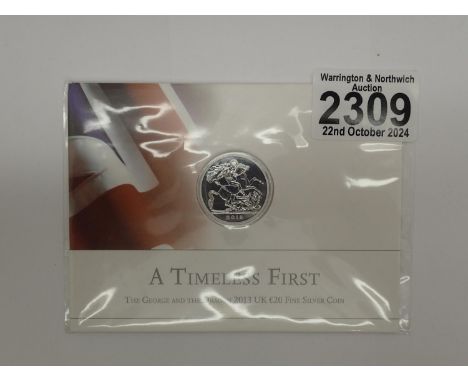 Warrington & Northwich
Auction
2309
22nd October 2024
2013
A TIMELESS FIRST
THE GEORGE AND THE DRAGON 2013 UK £20 FINE SILVER COIN